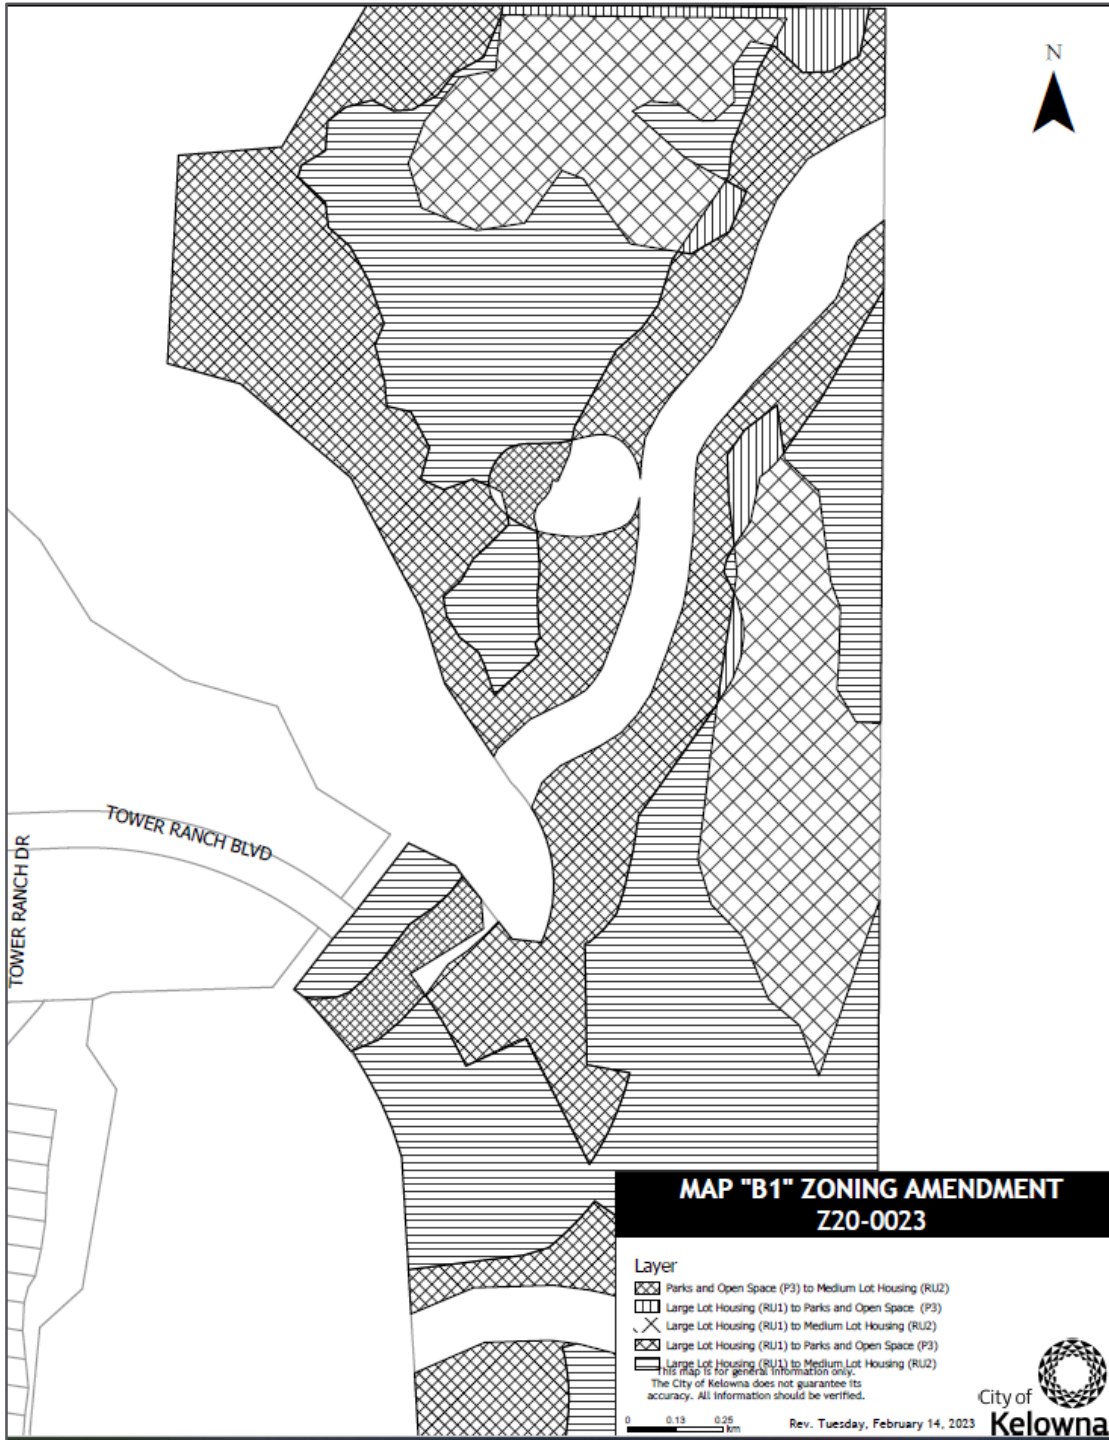 N
TOWER RANCH BLVD
TOWER RANCH DR
MAP "B1" ZONING AMENDMENT
Z20-0023
Layer
Parks and Open Space (P3) to Medium Lot Housing (RU2)
Large Lot Housing (RU1) to Parks and Open Space (P3)
Large Lot Housing (RU1) to Medium Lot Housing (RU2)
Large Lot Housing (RU1) to Parks and Open Space (P3)
Large Lot Housing (RU1) to Medium Lot Housing (RU2)
This map is for general information only.
The City of Kelowna does not guarantee its
accuracy. All information should be verified.
0 0.13 0.25
km
Rev. Tuesday, February 14, 2023
City of
Kelowna